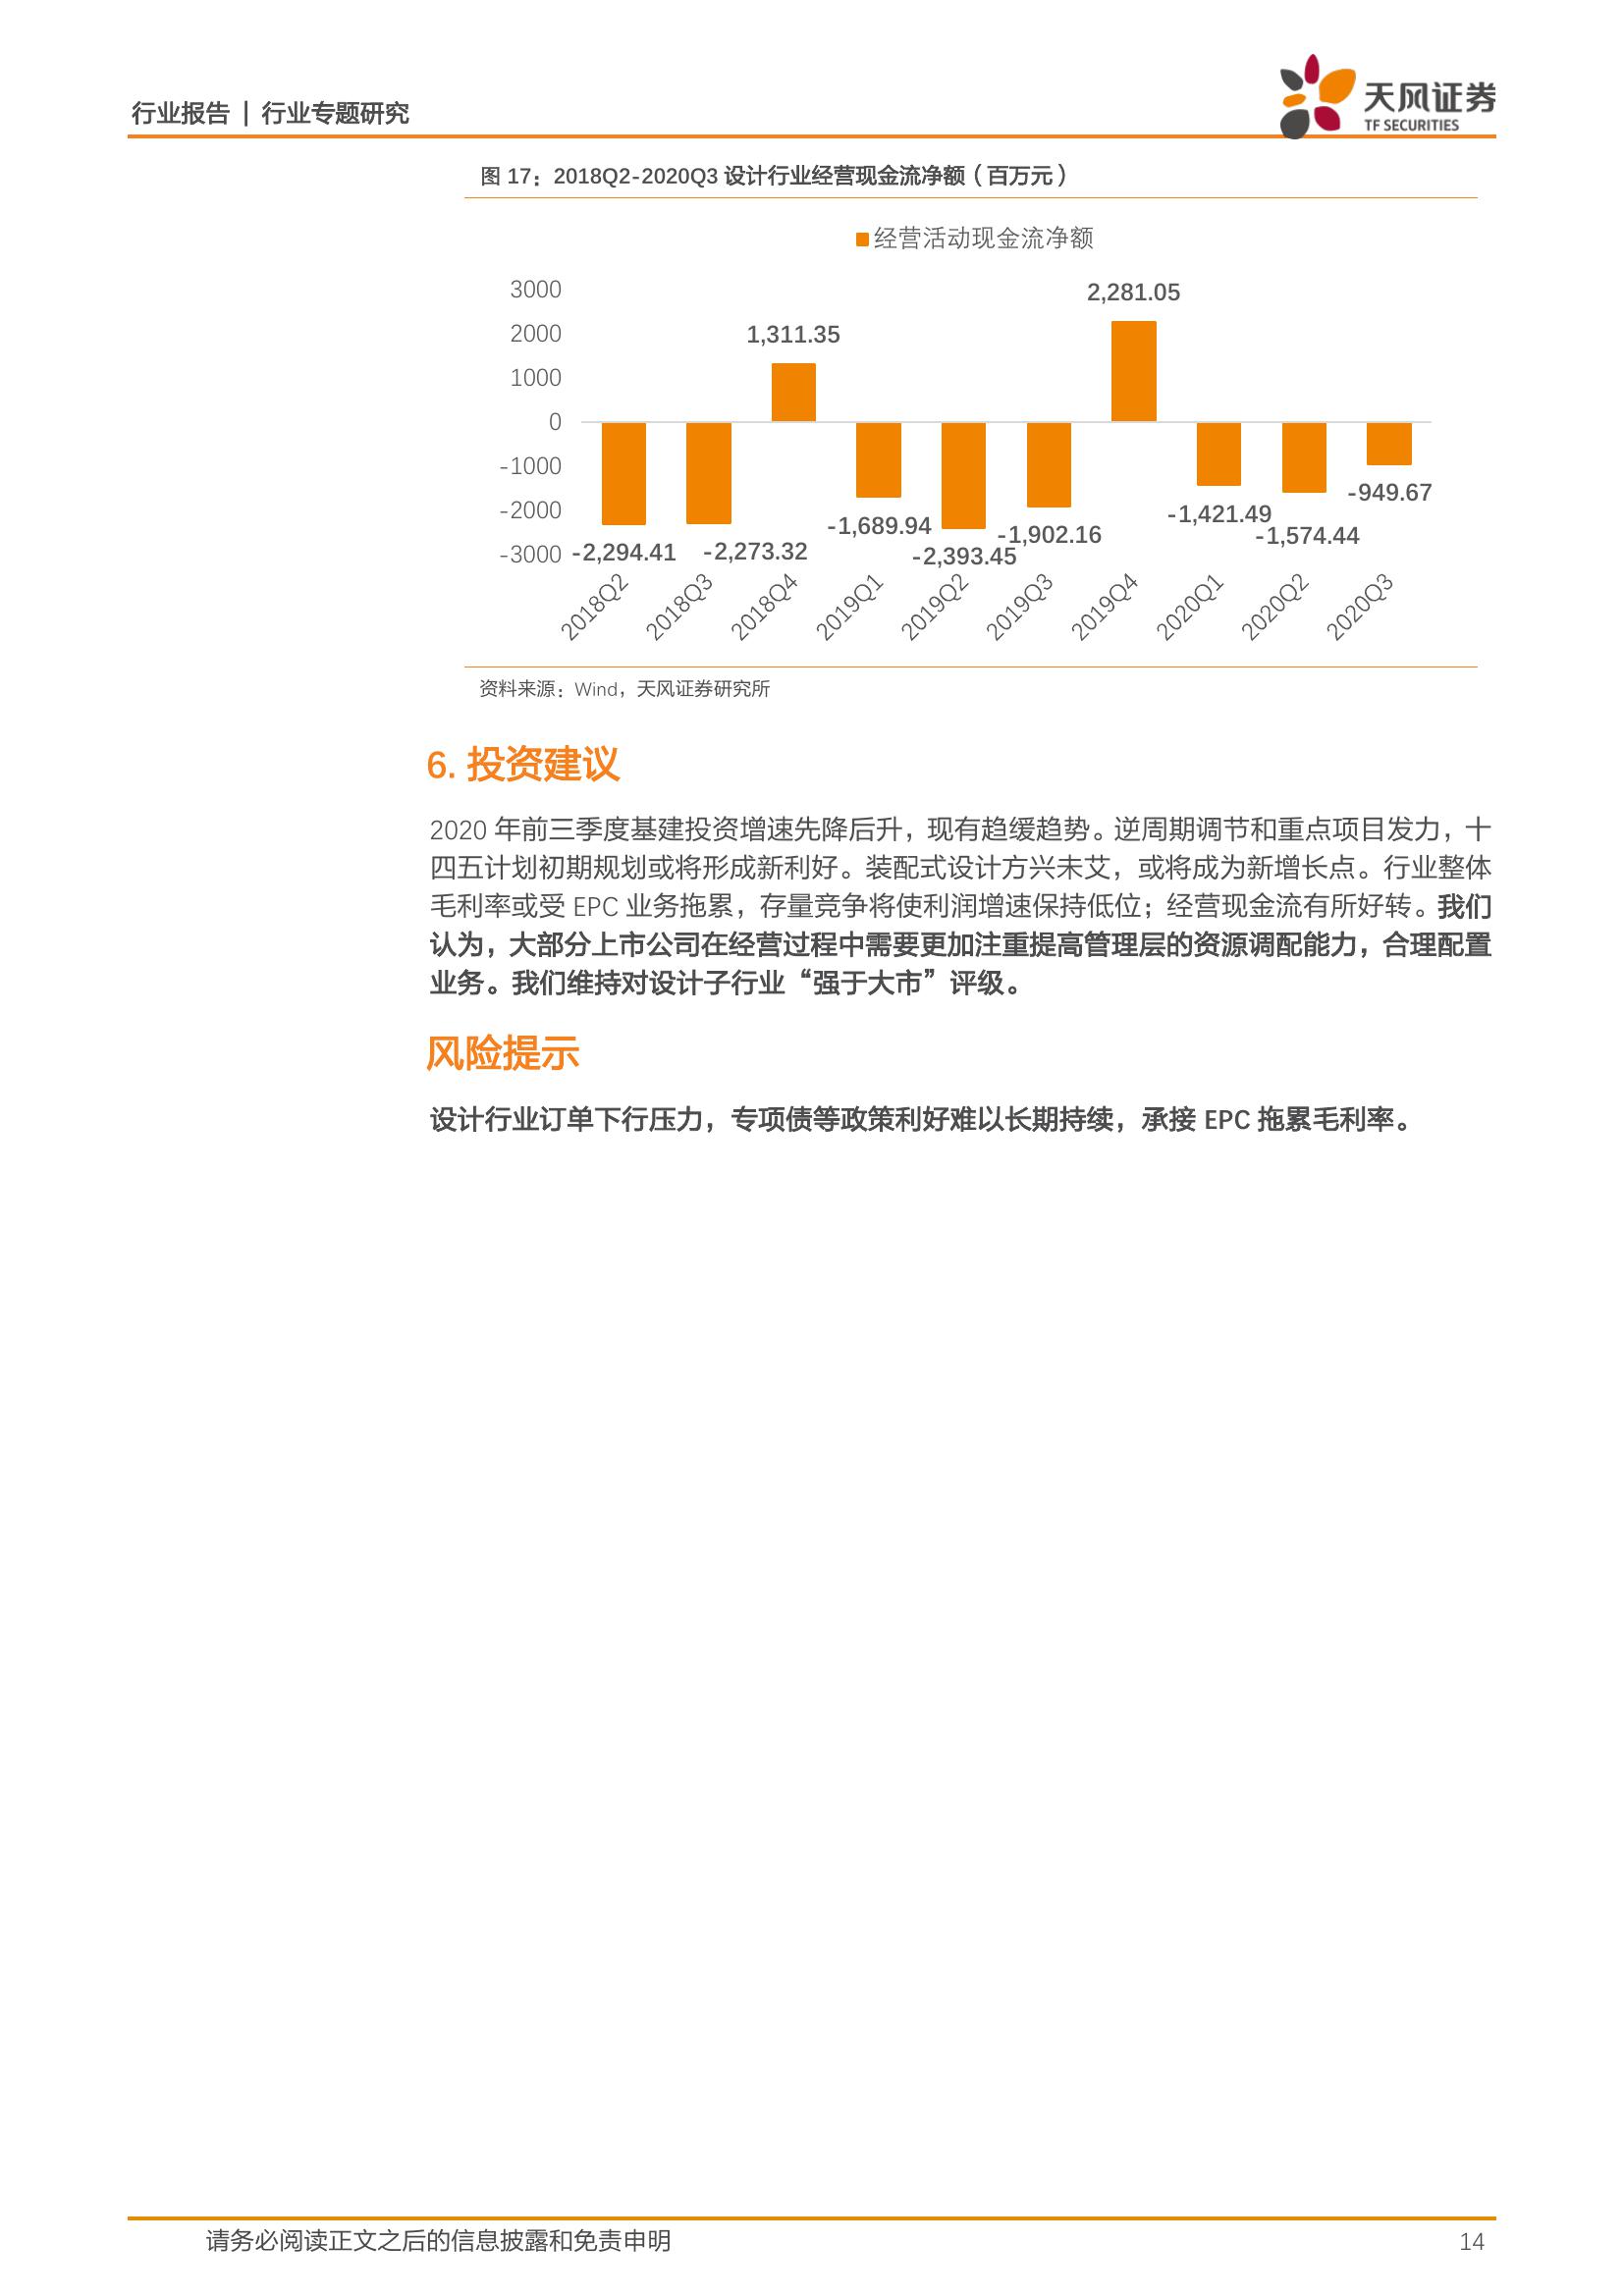 行业报告 | 行业专题研究
天风证券
TF SECURITIES
图 17：2018Q2-2020Q3 设计行业经营现金流净额（百万元）
经营活动现金流净额
3000
2000
1000
0
-1000
-2000
-3000
-2,294.41
-2,273.32
1,311.35
-1,689.94
-2,393.45
-1,902.16
2,281.05
-1,421.49
-1,574.44
-949.67
2018Q2
2018Q3
2018Q4
2019Q1
2019Q2
2019Q3
2019Q4
2020Q1
2020Q2
2020Q3
资料来源：Wind，天风证券研究所
6. 投资建议
2020 年前三季度基建投资增速先降后升，现有趋缓趋势。逆周期调节和重点项目发力，十
四五计划初期规划或将形成新利好。装配式设计方兴未艾，或将成为新增长点。行业整体
毛利率或受 EPC 业务拖累，存量竞争将使利润增速保持低位；经营现金流有所好转。我们
认为，大部分上市公司在经营过程中需要更加注重提高管理层的资源调配能力，合理配置
业务。我们维持对设计子行业“强于大市”评级。
风险提示
设计行业订单下行压力，专项债等政策利好难以长期持续，承接 EPC 拖累毛利率。
请务必阅读正文之后的信息披露和免责申明
14